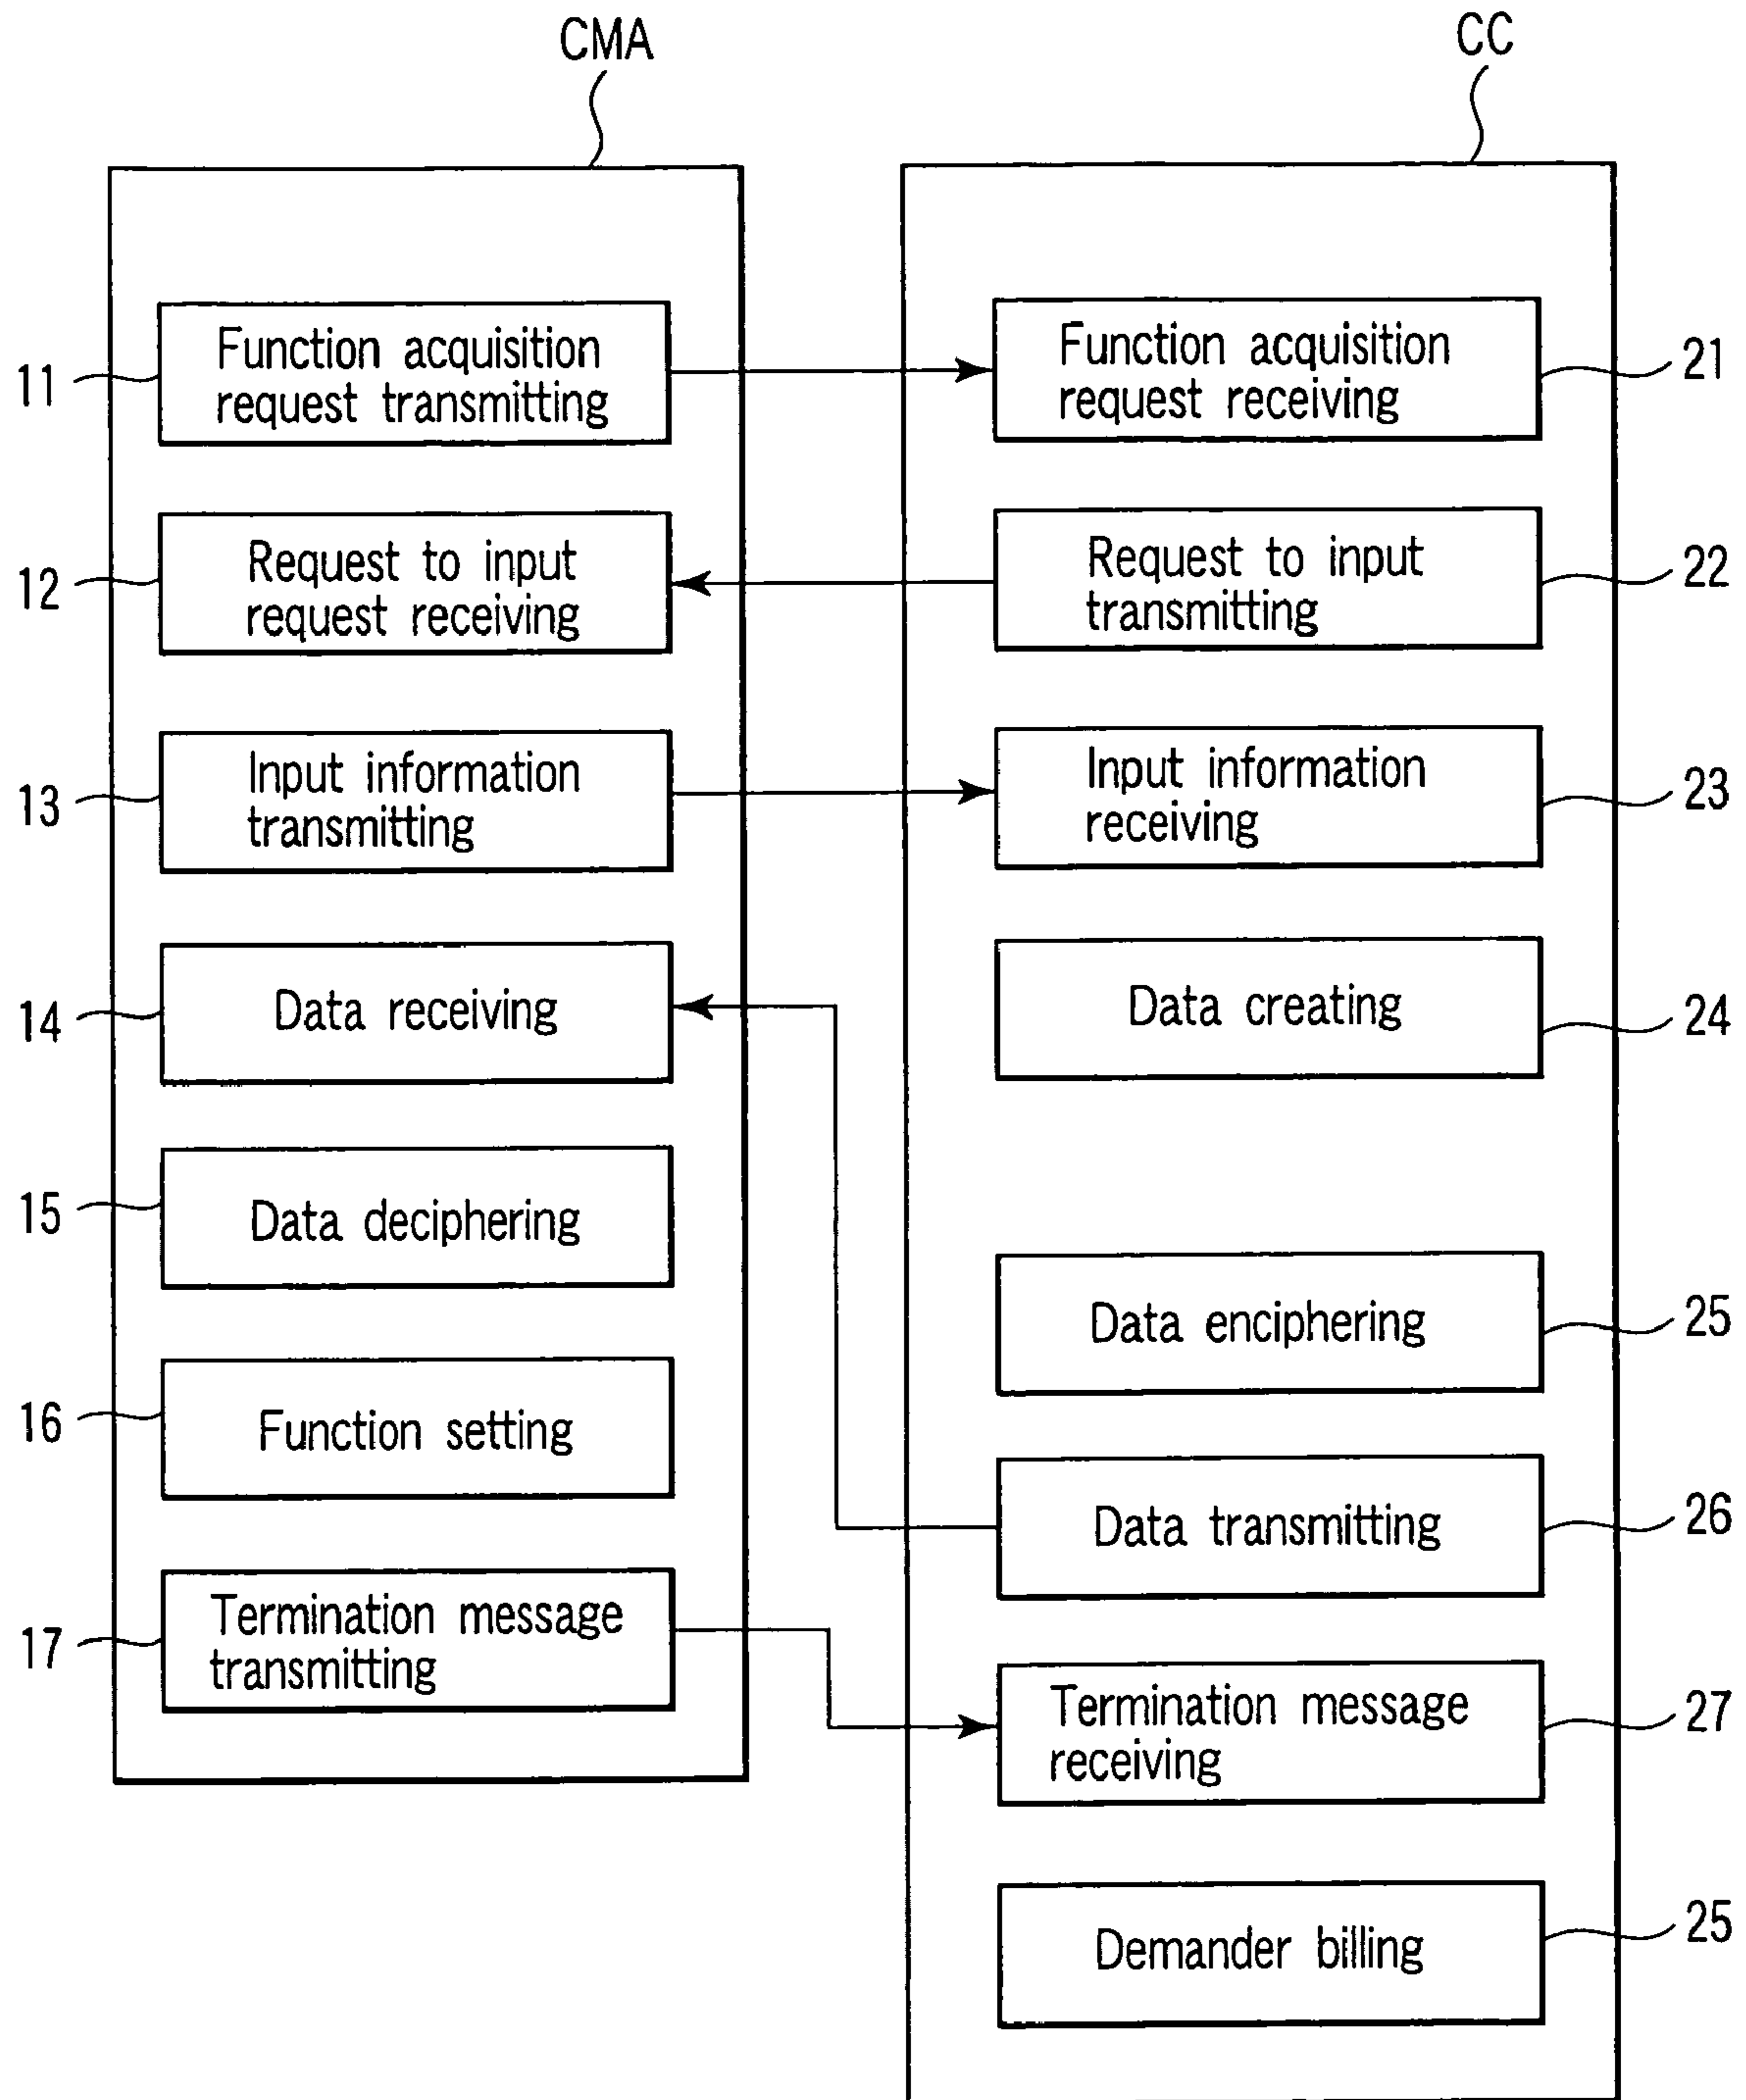 CMA
CC
11
Function acquisition
request transmitting
Function acquisition
request receiving
21
12
Request to input
request receiving
Request to input
transmitting
22
13
Input information
transmitting
Input information
receiving
23
14
Data receiving
Data creating
24
15
Data deciphering
Data enciphering
25
16
Function setting
Data transmitting
26
17
Termination message
transmitting
Termination message
receiving
27
Demander billing
25